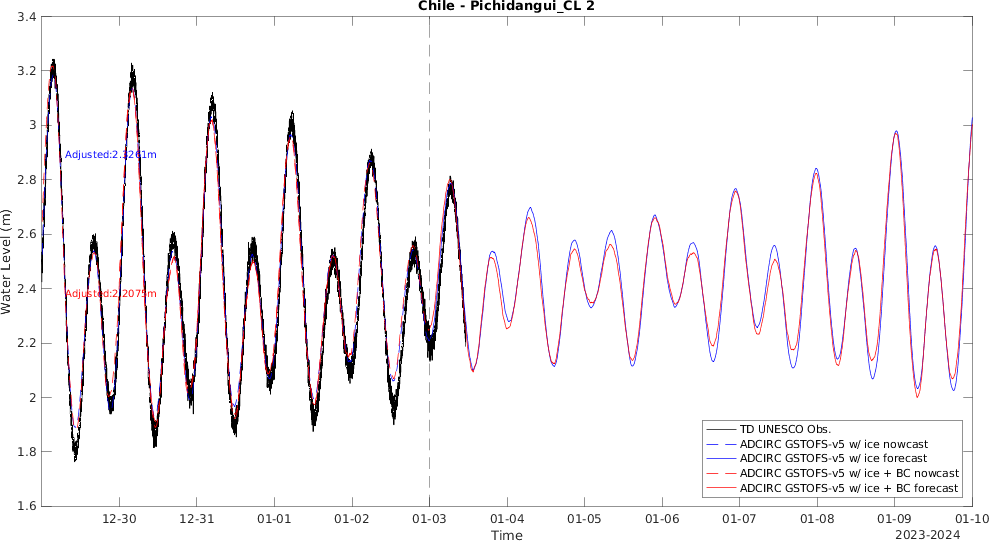 Chile - Pichidangui_CL 2
3.4
3.2
3
2.8
2.6
2.4
2.2
2
1.8
1.6
Water Level (m)
Adjusted:2.2261m
Adjusted:2.2075m
TD UNESCO Obs.
ADCIRC GSTOFS-v5 w/ ice nowcast
ADCIRC GSTOFS-v5 w/ ice forecast
ADCIRC GSTOFS-v5 w/ ice + BC nowcast
ADCIRC GSTOFS-v5 w/ ice + BC forecast
12-30 12-31 01-01 01-02 01-03 01-04 01-05 01-06 01-07 01-08 01-09 01-10
Time
2023-2024